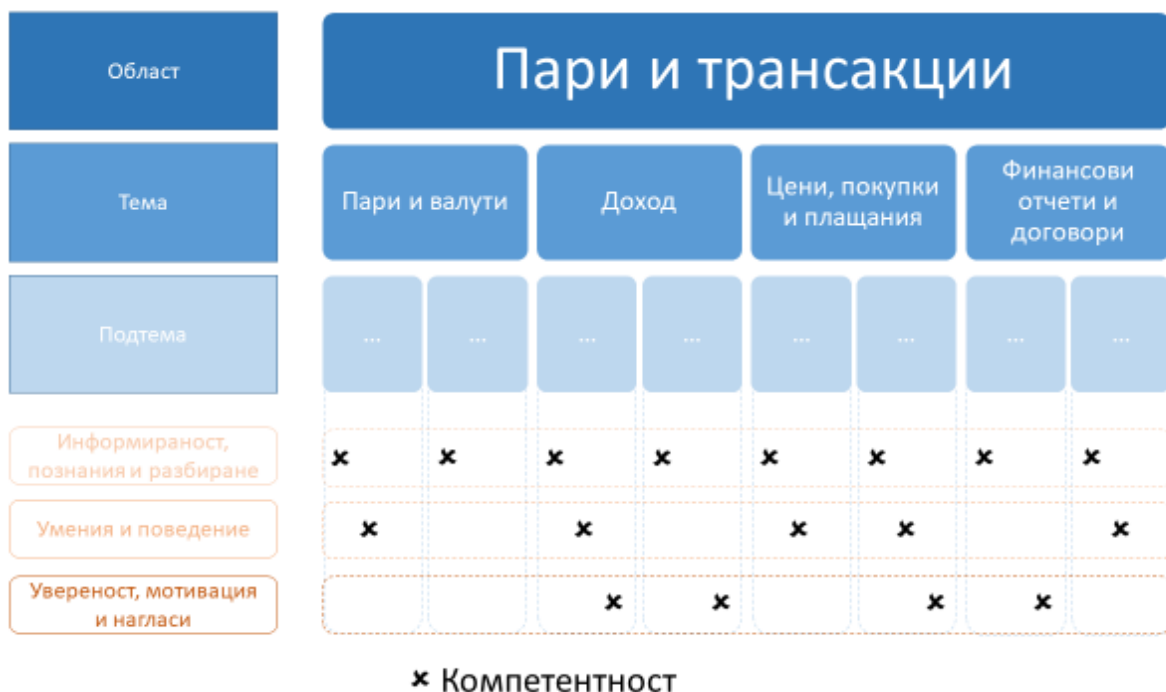 Област
Пари и трансакции
Тема
Пари и валути
Доход
Цени, покупки
и плащания
Финансови
отчети и
договори
Подтема
... ... ... ... ... ... ... ...
Информираност,
познания и разбиране
Умения и поведение
Увереност, мотивация
и нагласи
✘ Компетентност